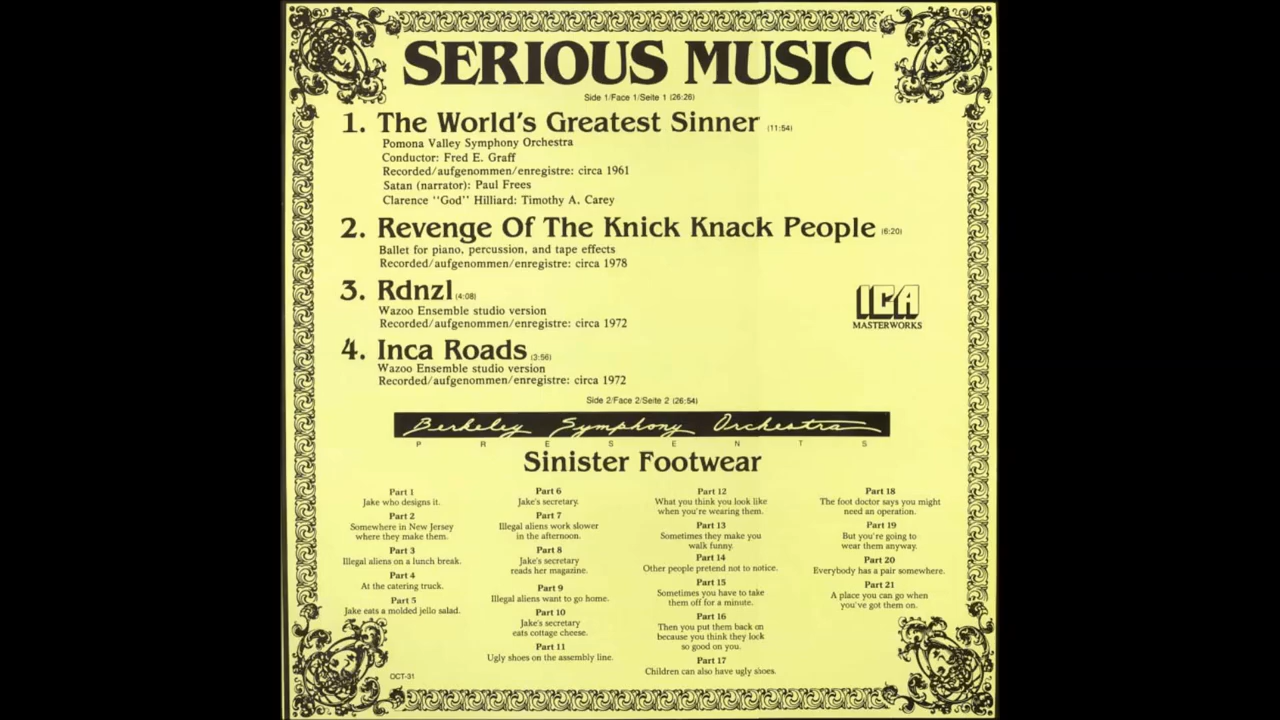 SERIOUS MUSIC
Side 1/Face 1/Seite 1 (26:26)
1. The World's Greatest Sinner (11:54)
Pomona Valley Symphony Orchestra
Conductor: Fred E. Graff
Recorded/aufgenommen/enregistre: circa 1961
Satan (narrator): Paul Frees
Clarence "God" Hilliard: Timothy A. Carey
2. Revenge Of The Knick Knack People (6:20)
Ballet for piano, percussion, and tape effects
Recorded/aufgenommen/enregistre: circa 1978
3. Rdnzl (4:08)
Wazoo Ensemble studio version
Recorded/aufgenommen/enregistre: circa 1972
ICA
MASTERWORKS
4. Inca Roads (3:56)
Wazoo Ensemble studio version
Recorded/aufgenommen/enregistre: circa 1972
Side 2/Face 2/Seite 2 (26:54)
Berkeley Symphony Orchestra
PRESENTS
Sinister Footwear
Part 1
Jake who designs it.
Part 2
Somewhere in New Jersey
where they make them.
Part 3
Illegal aliens on a lunch break.
Part 4
At the catering truck.
Part 5
Jake eats a molded jello salad.
Part 6
Jake's secretary.
Part 7
Illegal aliens work slower
in the afternoon.
Part 8
Jake's secretary
reads her magazine.
Part 9
Illegal aliens want to go home.
Part 10
Jake's secretary
eats cottage cheese.
Part 11
Ugly shoes on the assembly line.
Part 12
What you think you look like
when you're wearing them.
Part 13
Sometimes they make you
walk funny.
Part 14
Other people pretend not to notice.
Part 15
Sometimes you have to take
them off for a minute.
Part 16
Then you put them back on
because you think they look
so good on you.
Part 17
Children can also have ugly shoes.
Part 18
The foot doctor says you might
need an operation.
Part 19
But you're going to
wear them anyway.
Part 20
Everybody has a pair somewhere.
Part 21
A place you can go when
you've got them on.
OCT-31